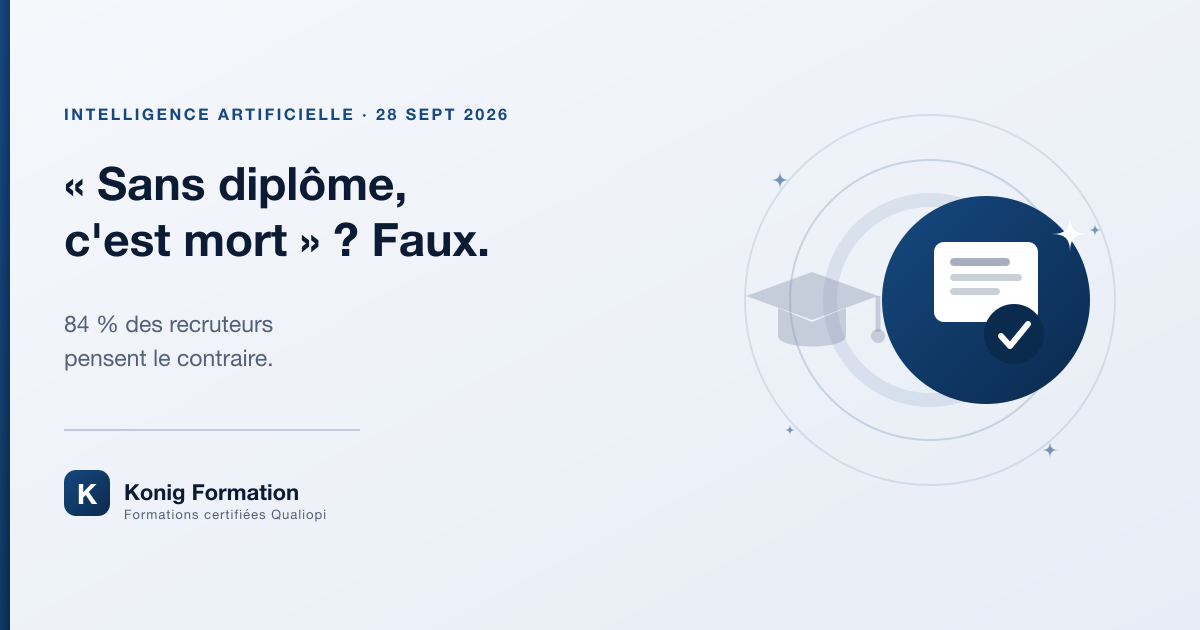 INTELLIGENCE ARTIFICIELLE · 28 SEPT 2026
« Sans diplôme,
c'est mort » ? Faux.
84 % des recruteurs
pensent le contraire.
K
Konig Formation
Formations certifiées Qualiopi